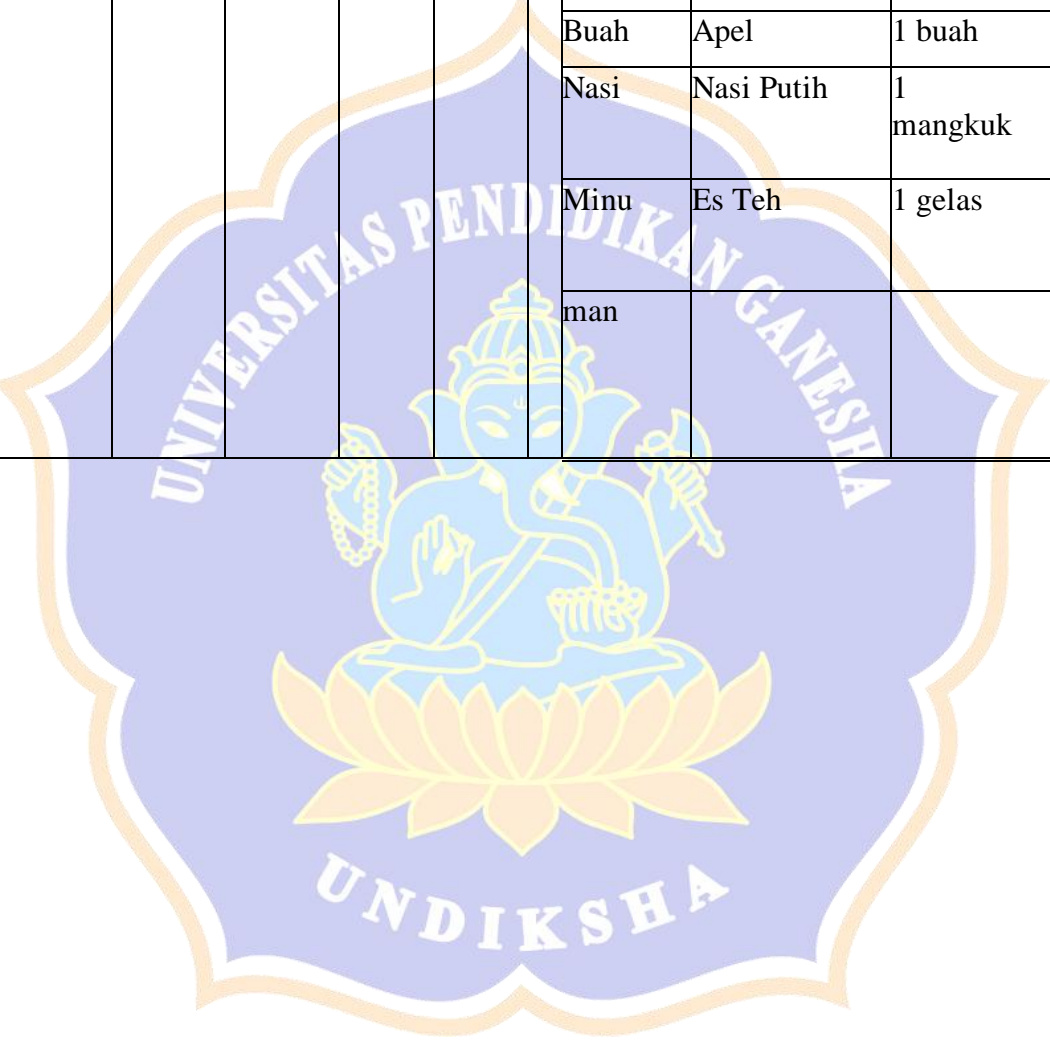 Buah Apel 1 buah
Nasi Nasi Putih 1
mangkuk
Minu Es Teh 1 gelas
man
UNIVERSITAS PENDIDIKAN GANESHA
UNDIKSHA